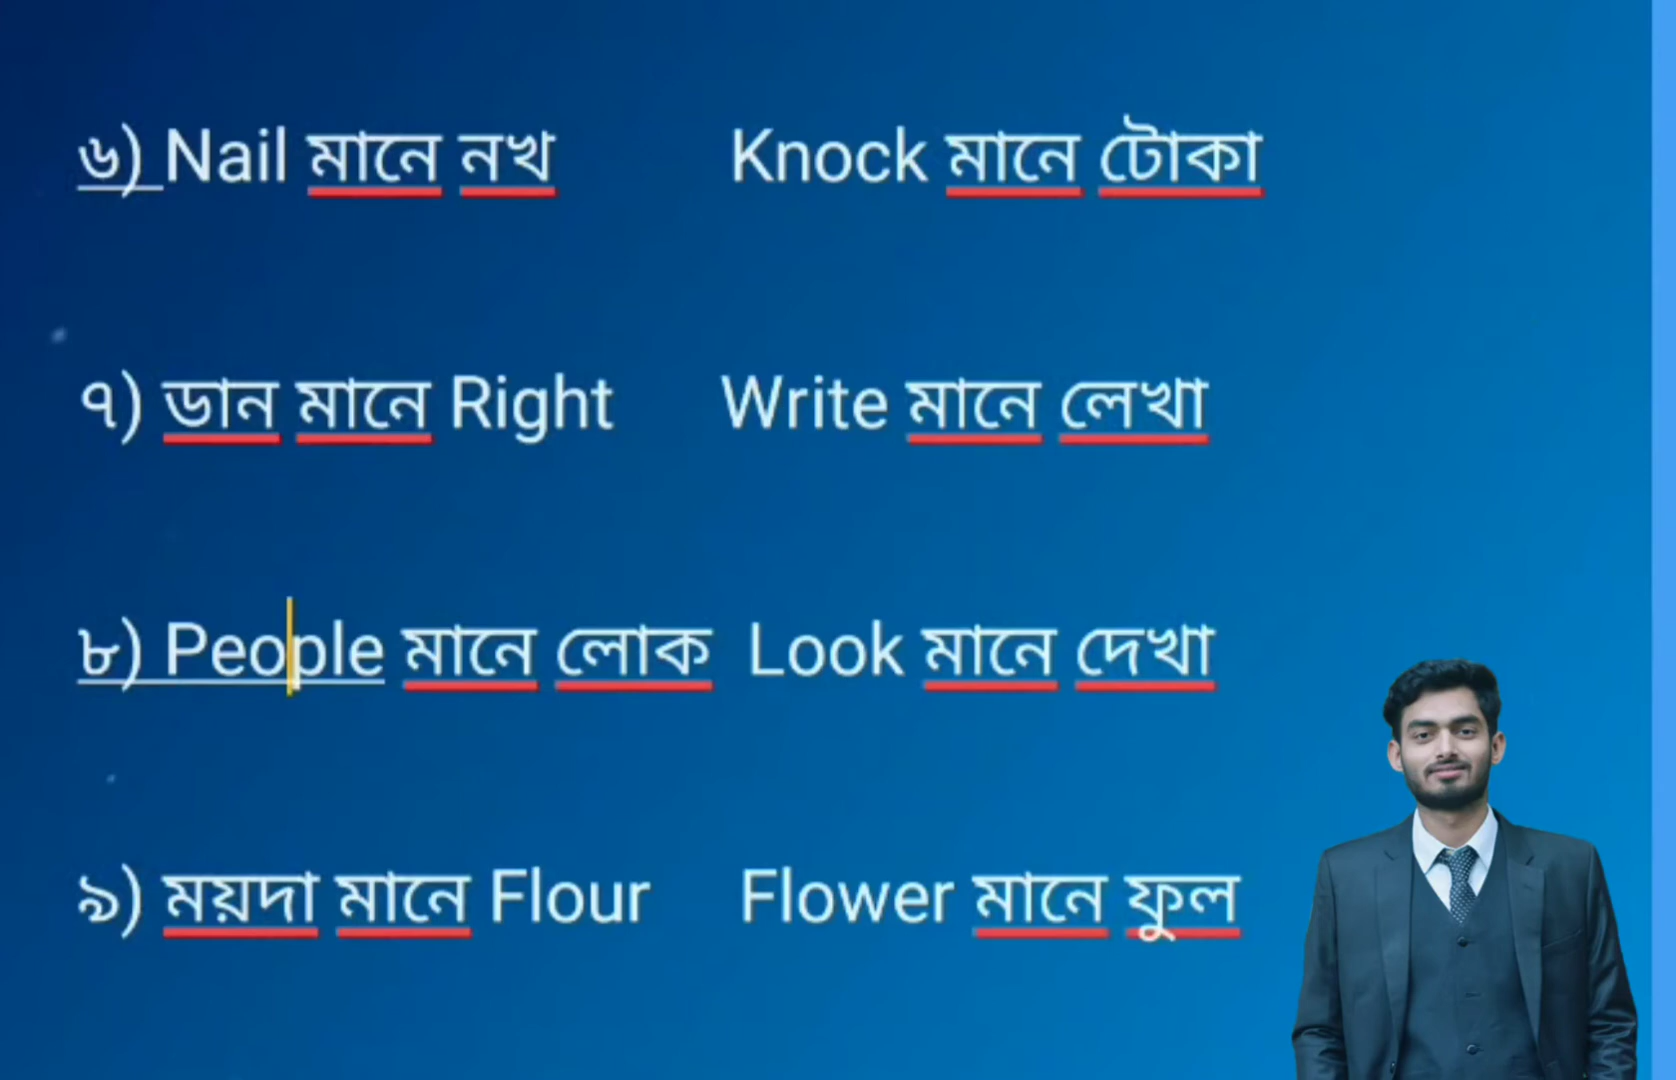 ৬) Nail মানে নখ Knock মানে টোকা
৭) ডান মানে Right Write মানে লেখা
৮) People মানে লোক Look মানে দেখা
৯) ময়দা মানে Flour Flower মানে ফুল